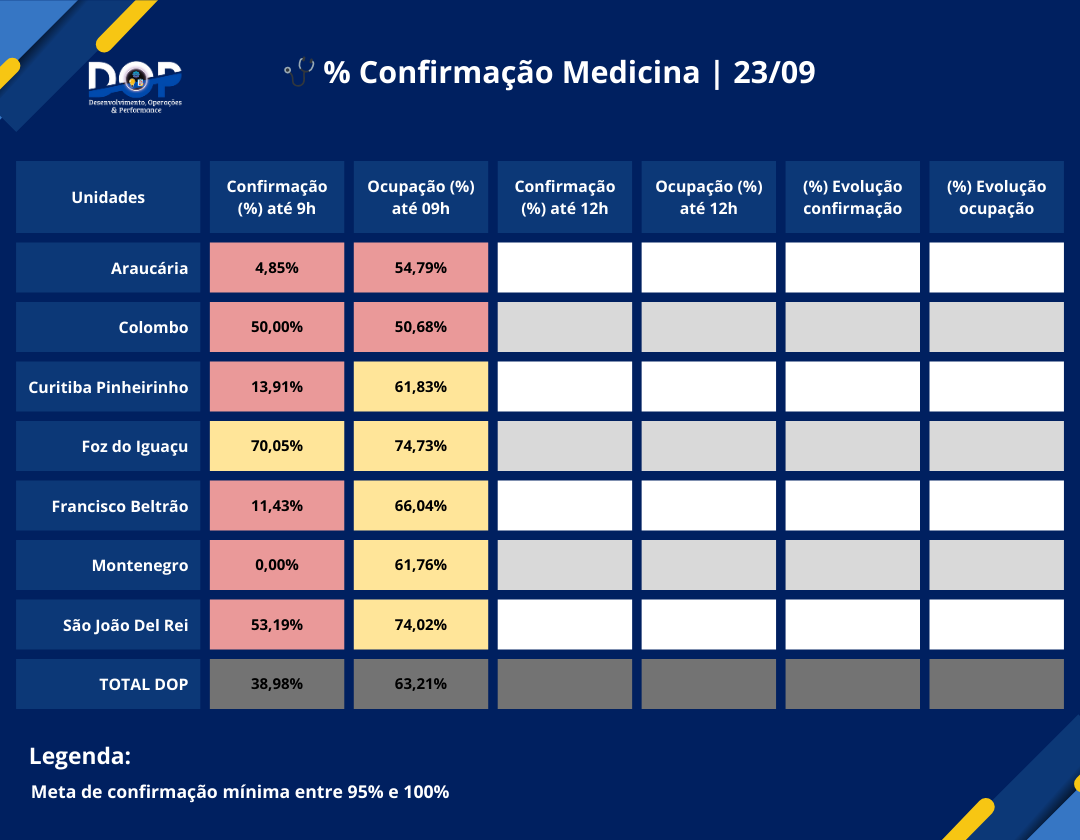 DOP
Desenvolvimento, Operações
& Performance
% Confirmação Medicina | 23/09
Unidades
Confirmação
(%) até 9h
Ocupação (%)
até 09h
Confirmação
(%) até 12h
Ocupação (%)
até 12h
(%) Evolução
confirmação
(%) Evolução
ocupação
Araucária 4,85% 54,79%
Colombo 50,00% 50,68%
Curitiba Pinheirinho 13,91% 61,83%
Foz do Iguaçu 70,05% 74,73%
Francisco Beltrão 11,43% 66,04%
Montenegro 0,00% 61,76%
São João Del Rei 53,19% 74,02%
TOTAL DOP 38,98% 63,21%
Legenda:
Meta de confirmação mínima entre 95% e 100%